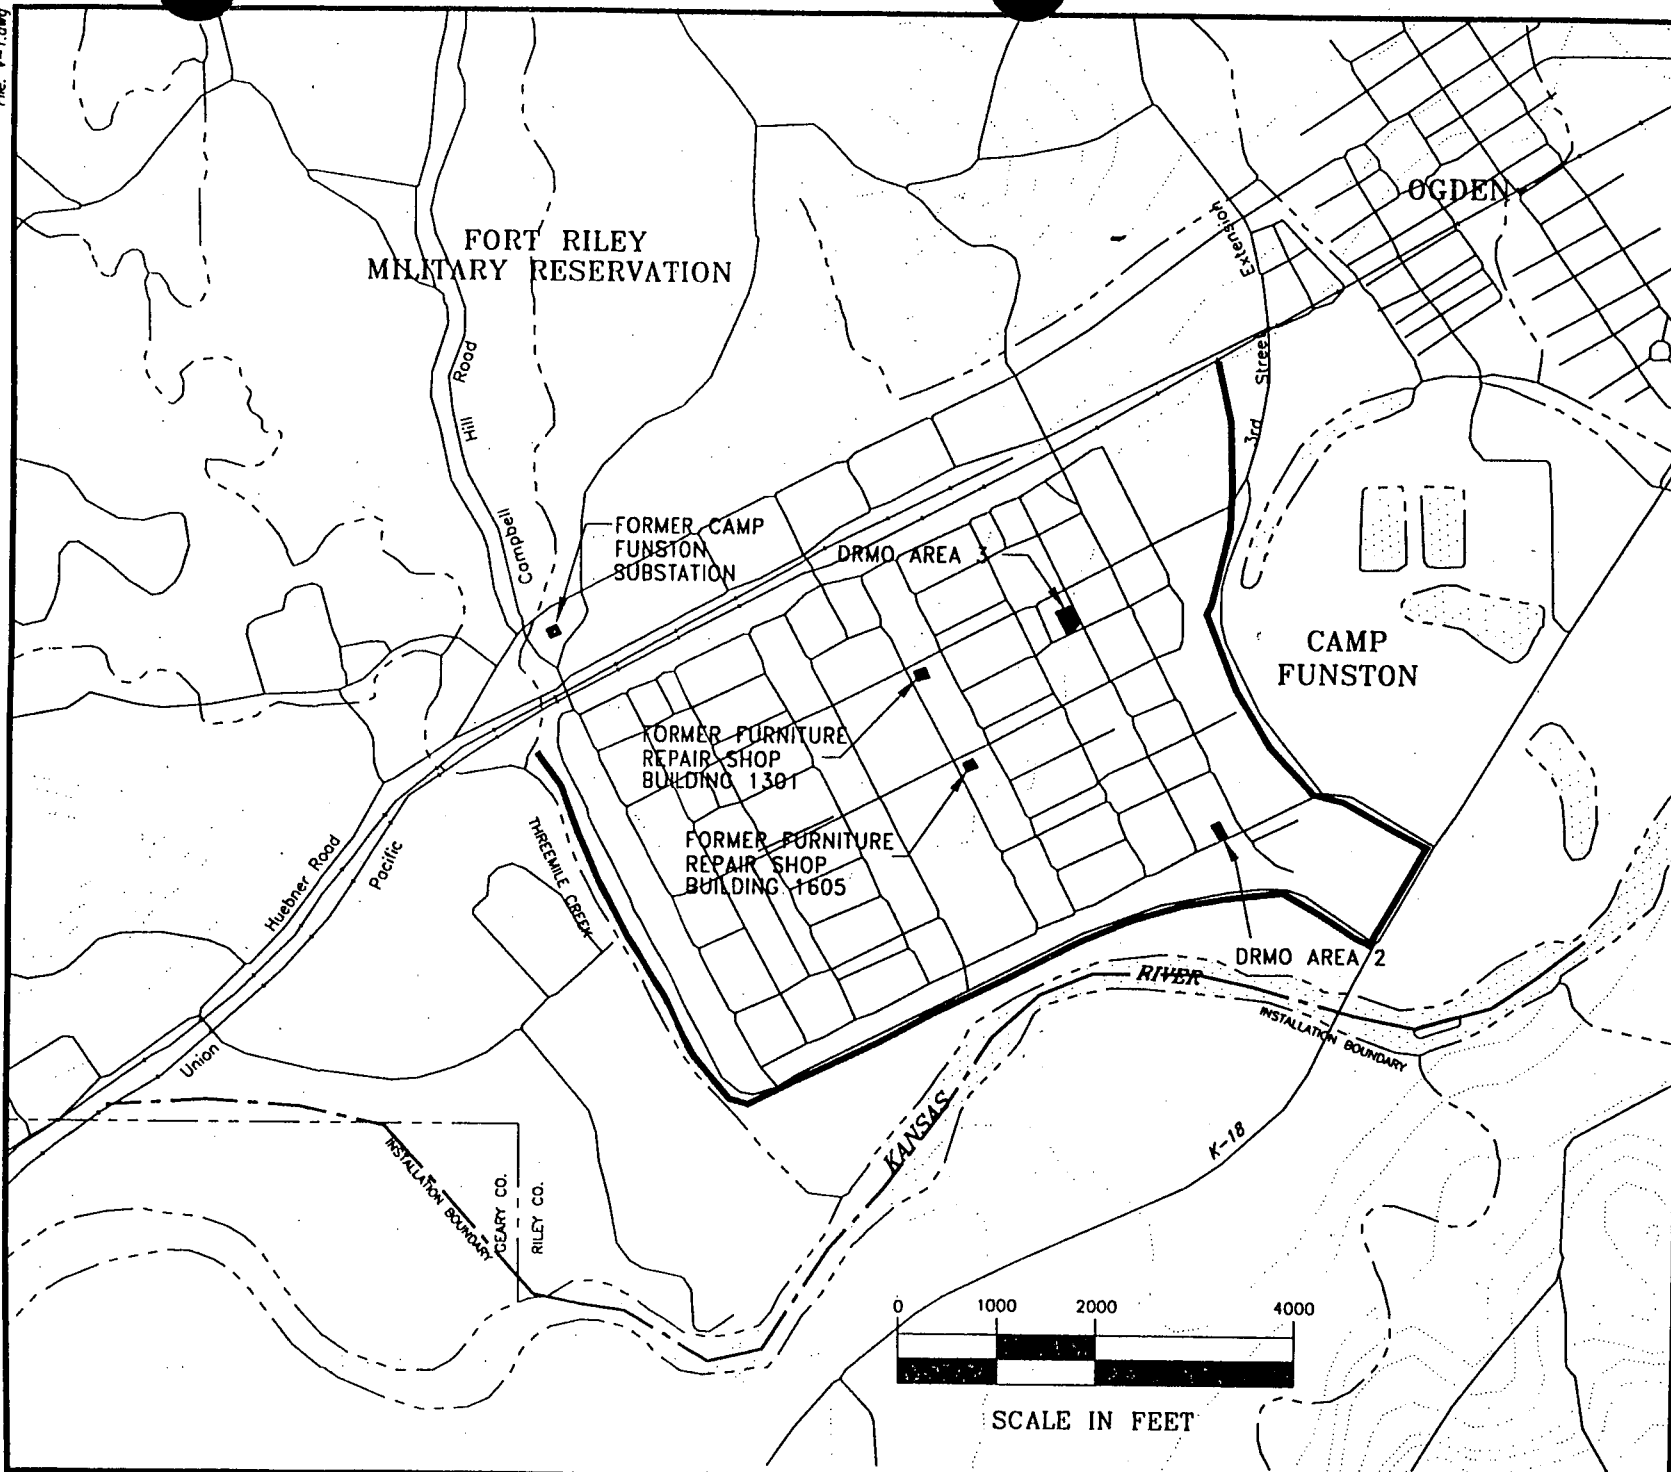 File: V-1.dwg
OGDEN
Extension
FORT RILEY
MILITARY RESERVATION
Street
3rd
Road
Hill
Campbell
FORMER CAMP
FUNSTON
SUBSTATION
DRMO AREA 3
CAMP
FUNSTON
FORMER FURNITURE
REPAIR SHOP
BUILDING 1301
FORMER FURNITURE
REPAIR SHOP
BUILDING 1605
THREEMILE CREEK
Huebner Road
Pacific
Union
DRMO AREA 2
RIVER
INSTALLATION BOUNDARY
KANSAS
K-18
INSTALLATION BOUNDARY
GEARY CO.
RILEY CO.
0 1000 2000 4000
SCALE IN FEET